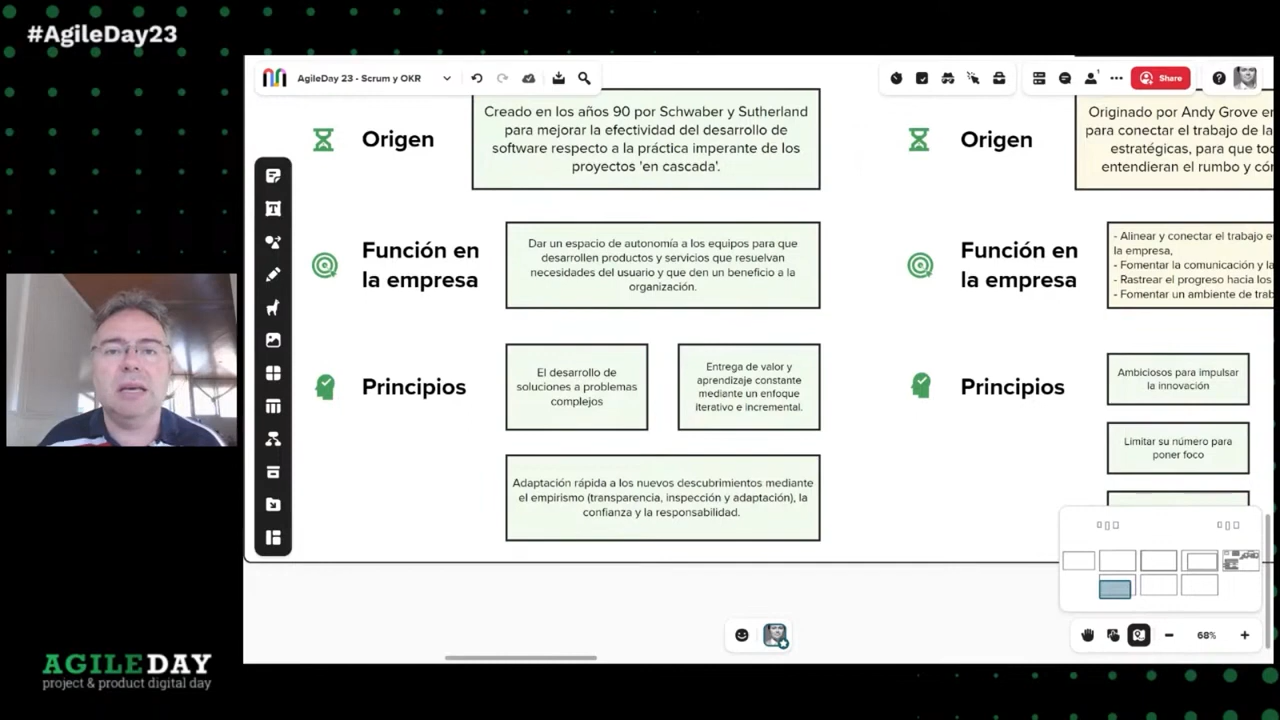 #AgileDay23
AgileDay 23 - Scrum y OKR
Share
Origen
Creado en los años 90 por Schwaber y Sutherland
para mejorar la efectividad del desarrollo de
software respecto a la práctica imperante de los
proyectos 'en cascada'.
Función en
la empresa
Dar un espacio de autonomía a los equipos para que
desarrollen productos y servicios que resuelvan
necesidades del usuario y que den un beneficio a la
organización.
Principios
El desarrollo de
soluciones a problemas
complejos
Entrega de valor y
aprendizaje constante
mediante un enfoque
iterativo e incremental.
Adaptación rápida a los nuevos descubrimientos mediante
el empirismo (transparencia, inspección y adaptación), la
confianza y la responsabilidad.
Origen
Originado por Andy Grove en
para conectar el trabajo de la
estratégicas, para que
entendieran el rumbo y
Función en
la empresa
- Alinear y conectar el trabajo
la empresa,
- Fomentar la comunicación y la
- Rastrear el progreso hacia los
- Fomentar un ambiente de
Principios
Ambiciosos para impulsar
la innovación
Limitar su número para
poner foco
68%
AGILEDAY
project & product digital day